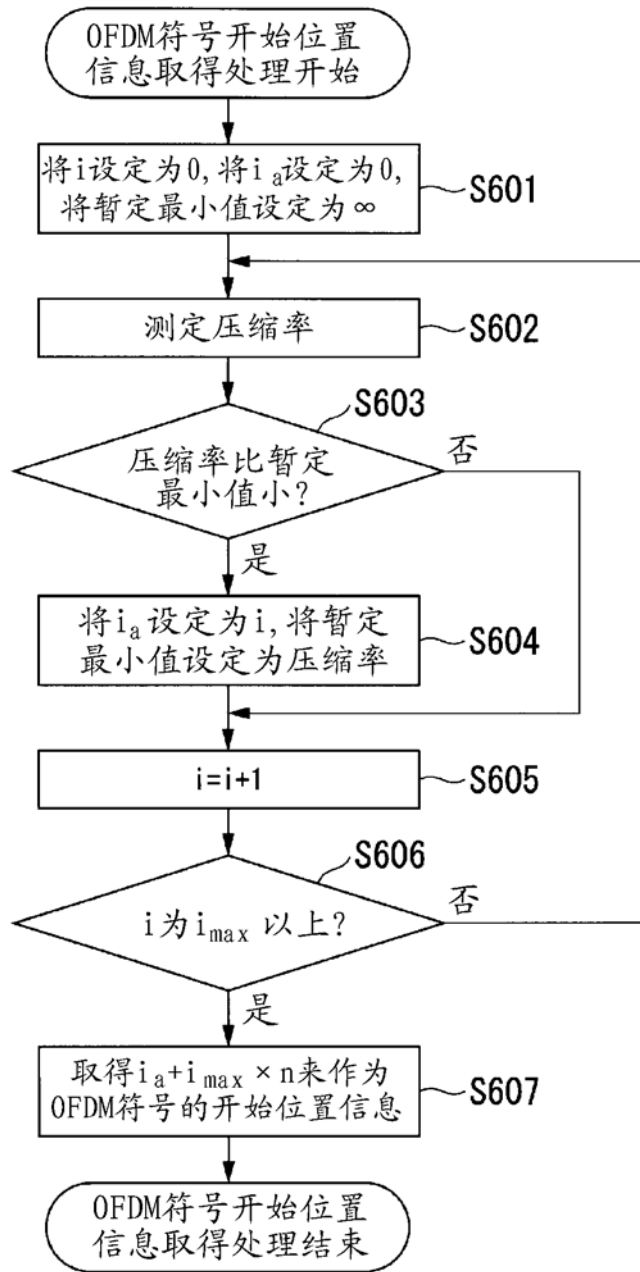 OFDM符号开始位置
信息取得处理开始
将i设定为0,将iₐ设定为0,
将暂定最小值设定为∞
S601
测定压缩率
S602
S603
压缩率比暂定
最小值小?
否
是
将iₐ设定为i,将暂定
最小值设定为压缩率
S604
i=i+1
S605
S606
i为i_max以上?
否
是
取得iₐ+i_max×n来作为
OFDM符号的开始位置信息
S607
OFDM符号开始位置
信息取得处理结束